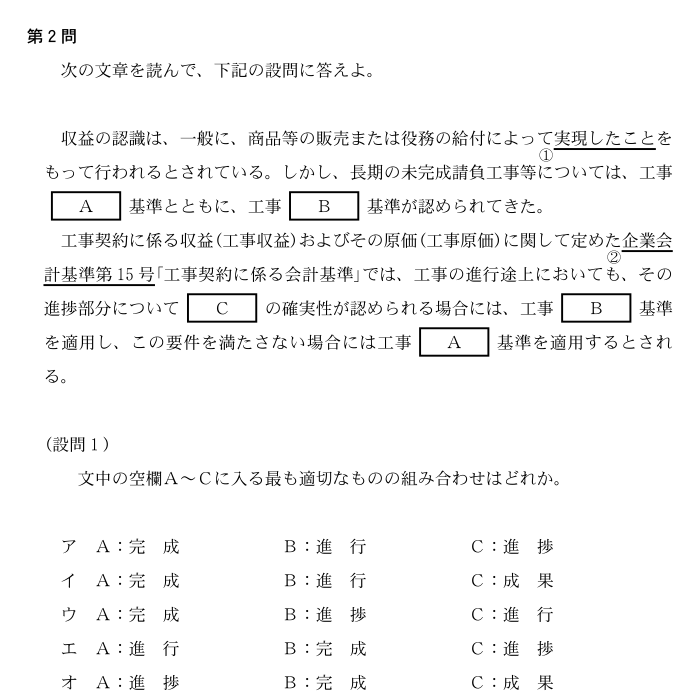 第2問
次の文章を読んで、下記の設問に答えよ。
収益の認識は、一般に、商品等の販売または役務の給付によって実現したことを
①
もって行われるとされている。しかし、長期の未完成請負工事等については、工事
A 基準とともに、工事 B 基準が認められてきた。
工事契約に係る収益(工事収益)およびその原価(工事原価)に関して定めた企業会
②
計基準第15号「工事契約に係る会計基準」では、工事の進行途上においても、その
進捗部分について C の確実性が認められる場合には、工事 B 基準
を適用し、この要件を満たさない場合には工事 A 基準を適用するとされ
る。
(設問1)
文中の空欄A~Cに入る最も適切なものの組み合わせはどれか。
ア A:完 成 B:進 行 C:進 捗
イ A:完 成 B:進 行 C:成 果
ウ A:完 成 B:進 捗 C:進 行
エ A:進 行 B:完 成 C:進 捗
オ A:進 捗 B:完 成 C:成 果